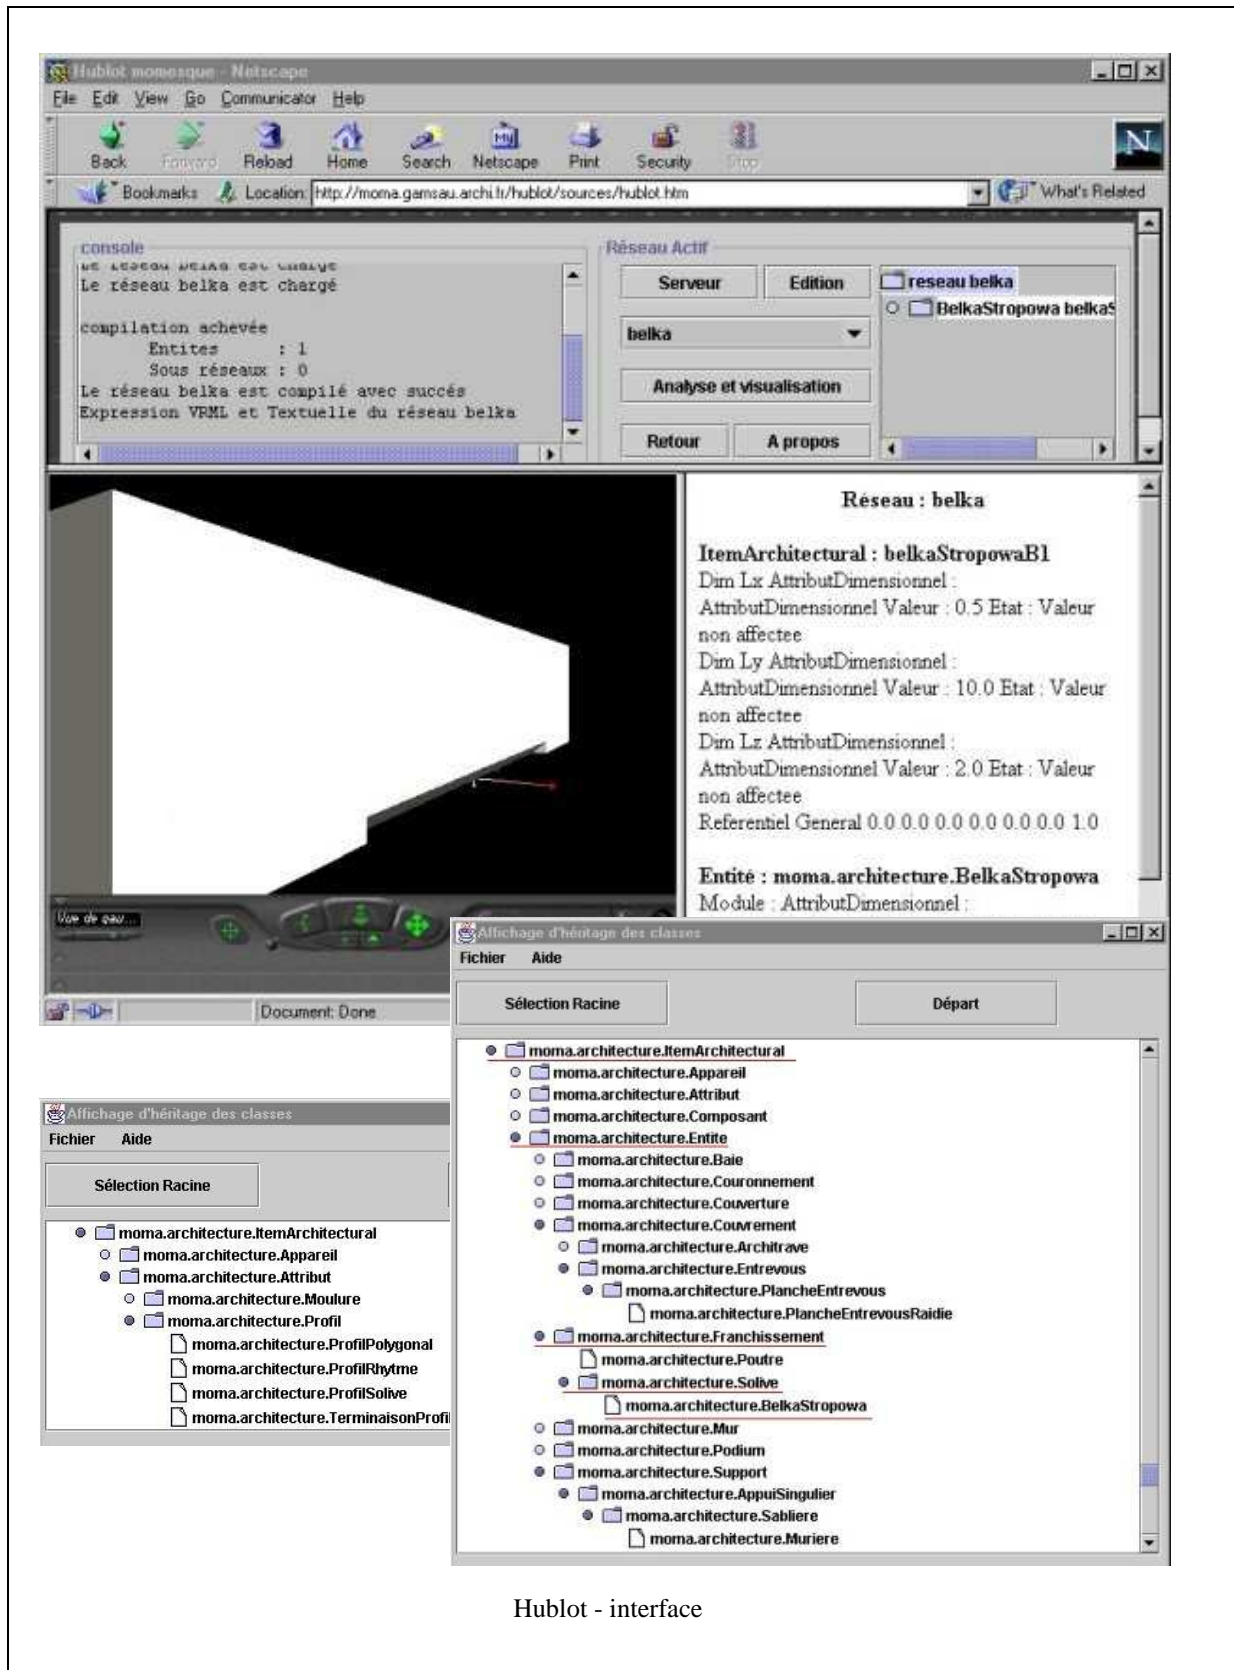 Hublot momesque - Netscape
File Edit View Go Communicator Help
Back Forward Reload Home Search Netscape Print Security Stop
Bookmarks Location: http://moma.gamsau.archi.fr/hublot/sources/hublot.htm What's Related
console
Le réseau belka est chargé
Le réseau belka est chargé
compilation achevée
Entites : 1
Sous réseaux : 0
Le réseau belka est compilé avec succés
Expression VRML et Textuelle du réseau belka
Réseau Actif
Serveur Edition
belka
Analyse et visualisation
Retour A propos
reseau belka
BelkaStropowa belkaS
Réseau : belka
ItemArchitectural : belkaStropowaB1
Dim Lx AttributDimensionnel :
AttributDimensionnel Valeur : 0.5 Etat : Valeur
non affectee
Dim Ly AttributDimensionnel :
AttributDimensionnel Valeur : 10.0 Etat : Valeur
non affectee
Dim Lz AttributDimensionnel :
AttributDimensionnel Valeur : 2.0 Etat : Valeur
non affectee
Referentiel General 0.0 0.0 0.0 0.0 0.0 0.0 1.0
Entité : moma.architecture.BelkaStropowa
Module : AttributDimensionnel :
Vue de gau...
Document: Done
Affichage d'héritage des classes
Fichier Aide
Sélection Racine Départ
moma.architecture.ItemArchitectural
moma.architecture.Appareil
moma.architecture.Attribut
moma.architecture.Composant
moma.architecture.Entite
moma.architecture.Baie
moma.architecture.Couronnement
moma.architecture.Couverture
moma.architecture.Couvrement
moma.architecture.Architrave
moma.architecture.Entrevous
moma.architecture.PlancheEntrevous
moma.architecture.PlancheEntrevousRaidie
moma.architecture.Franchissement
moma.architecture.Poutre
moma.architecture.Solive
moma.architecture.BelkaStropowa
moma.architecture.Mur
moma.architecture.Podium
moma.architecture.Support
moma.architecture.AppuiSingulier
moma.architecture.Sabliere
moma.architecture.Muriere
Affichage d'héritage des classes
Fichier Aide
Sélection Racine
moma.architecture.ItemArchitectural
moma.architecture.Appareil
moma.architecture.Attribut
moma.architecture.Moulure
moma.architecture.Profil
moma.architecture.ProfilPolygonal
moma.architecture.ProfilRhytme
moma.architecture.ProfilSolive
moma.architecture.TerminaisonProfil
Hublot - interface